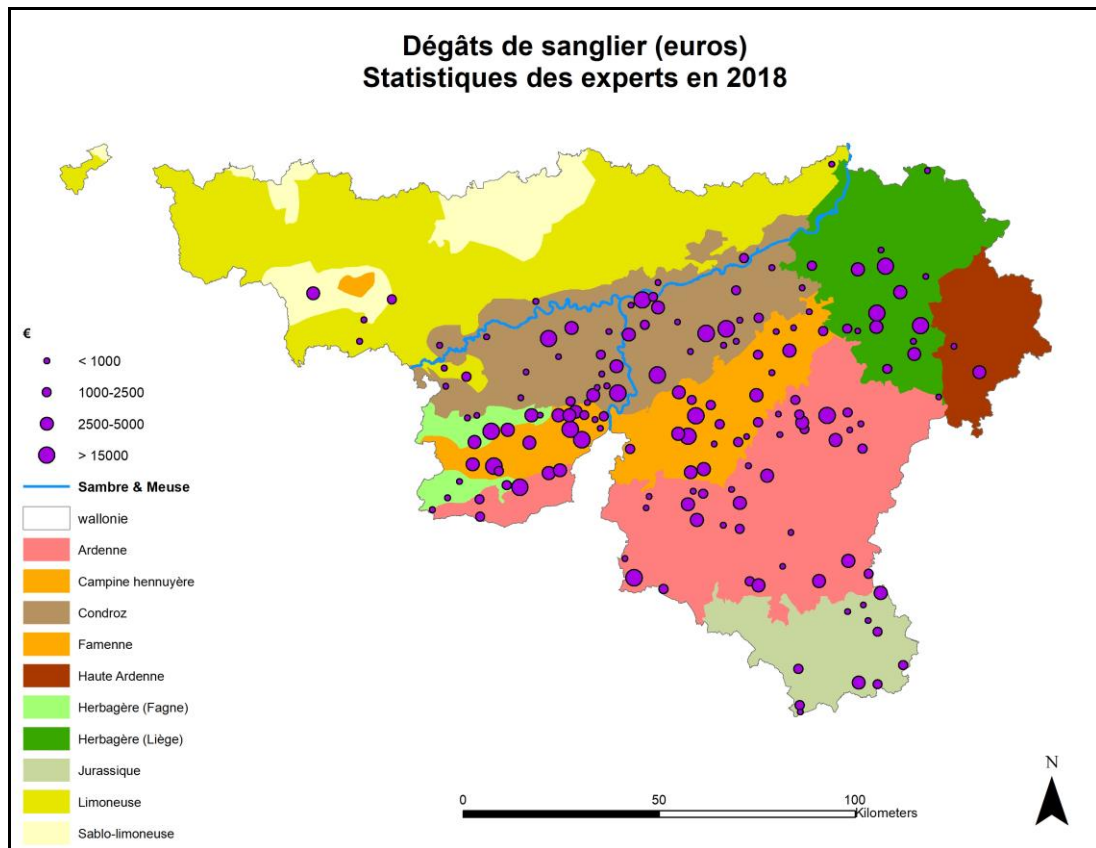 Dégâts de sanglier (euros)
Statistiques des experts en 2018
€
< 1000
1000-2500
2500-5000
> 15000
Sambre & Meuse
wallonie
Ardenne
Campine hennuyère
Condroz
Famenne
Haute Ardenne
Herbagère (Fagne)
Herbagère (Liège)
Jurassique
Limoneuse
Sablo-limoneuse
N
0 50 100
Kilometers